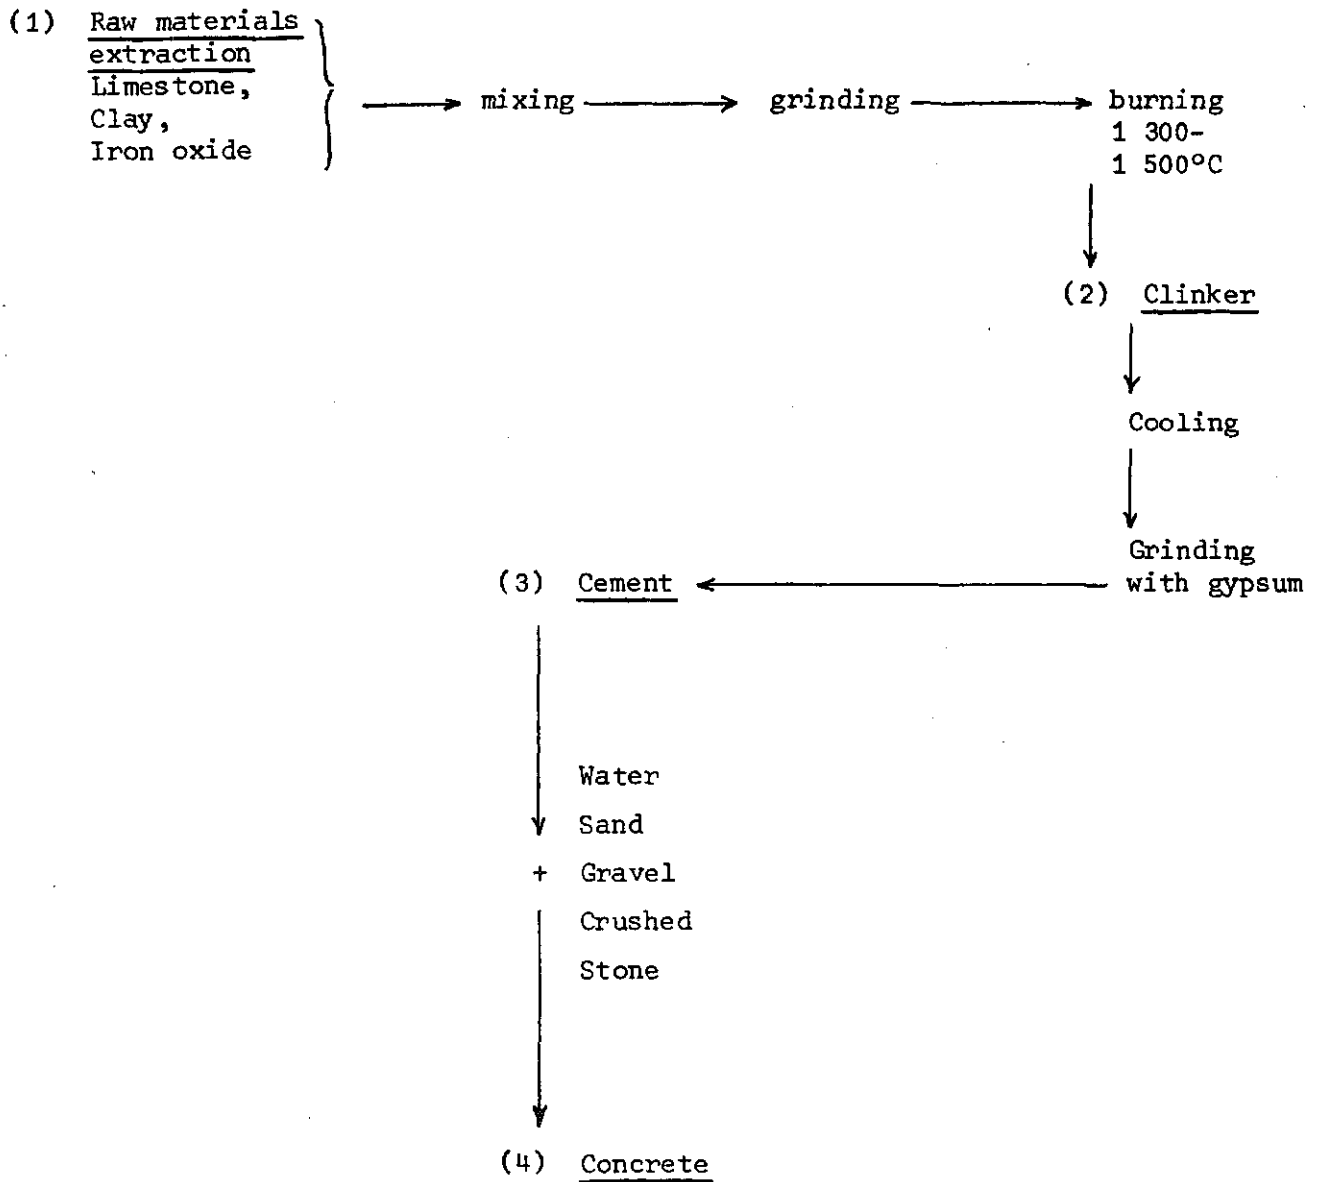 (1) Raw materials
extraction
Limestone,
Clay,
Iron oxide
mixing
grinding
burning
1 300-
1 500°C
(2) Clinker
Cooling
Grinding
with gypsum
(3) Cement
Water
Sand
+ Gravel
Crushed
Stone
(4) Concrete